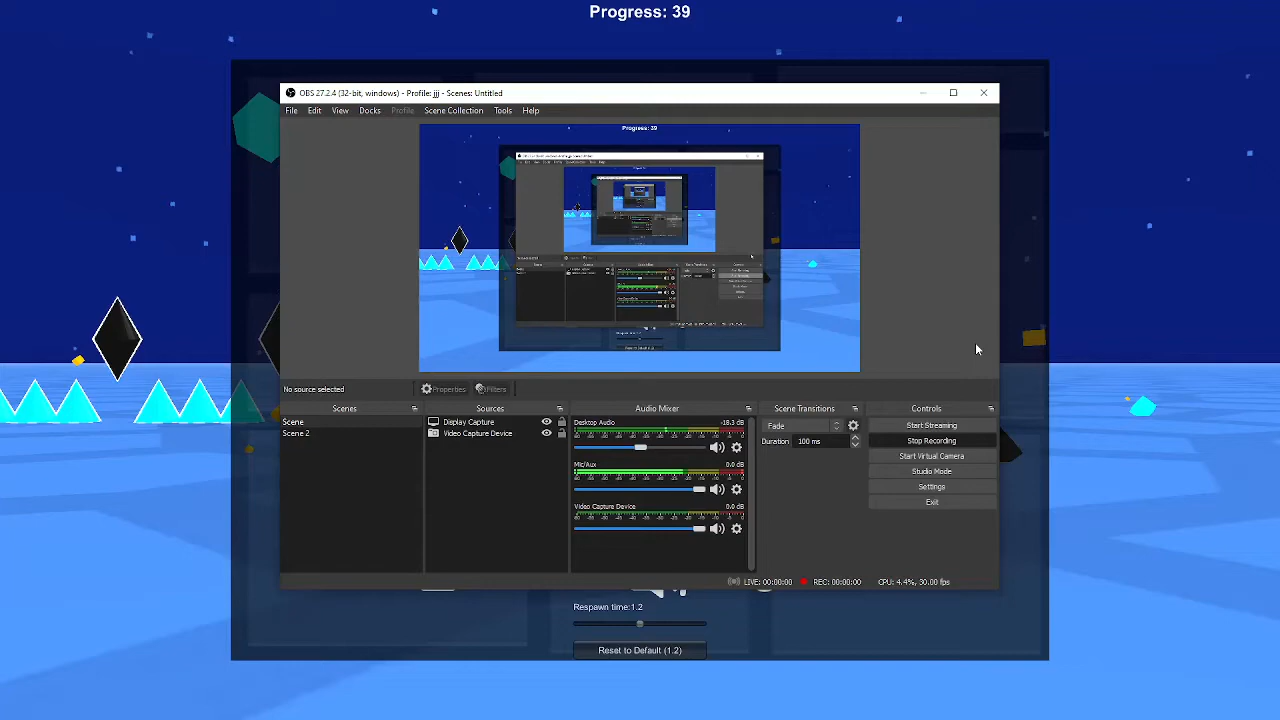 Progress: 39
OBS 27.2.4 (32-bit, windows) - Profile: jjj - Scenes: Untitled
File Edit View Docks Profile Scene Collection Tools Help
Progress: 39
No source selected Properties Filters
Scenes Sources Audio Mixer Scene Transitions Controls
Scene
Scene 2
Display Capture
Video Capture Device
Desktop Audio -18.3 dB
Mic/Aux 0.0 dB
Video Capture Device 0.0 dB
Fade
Duration 100 ms
Start Streaming
Stop Recording
Start Virtual Camera
Studio Mode
Settings
Exit
LIVE: 00:00:00 REC: 00:00:00 CPU: 4.4%, 30.00 fps
Respawn time:1.2
Reset to Default (1.2)